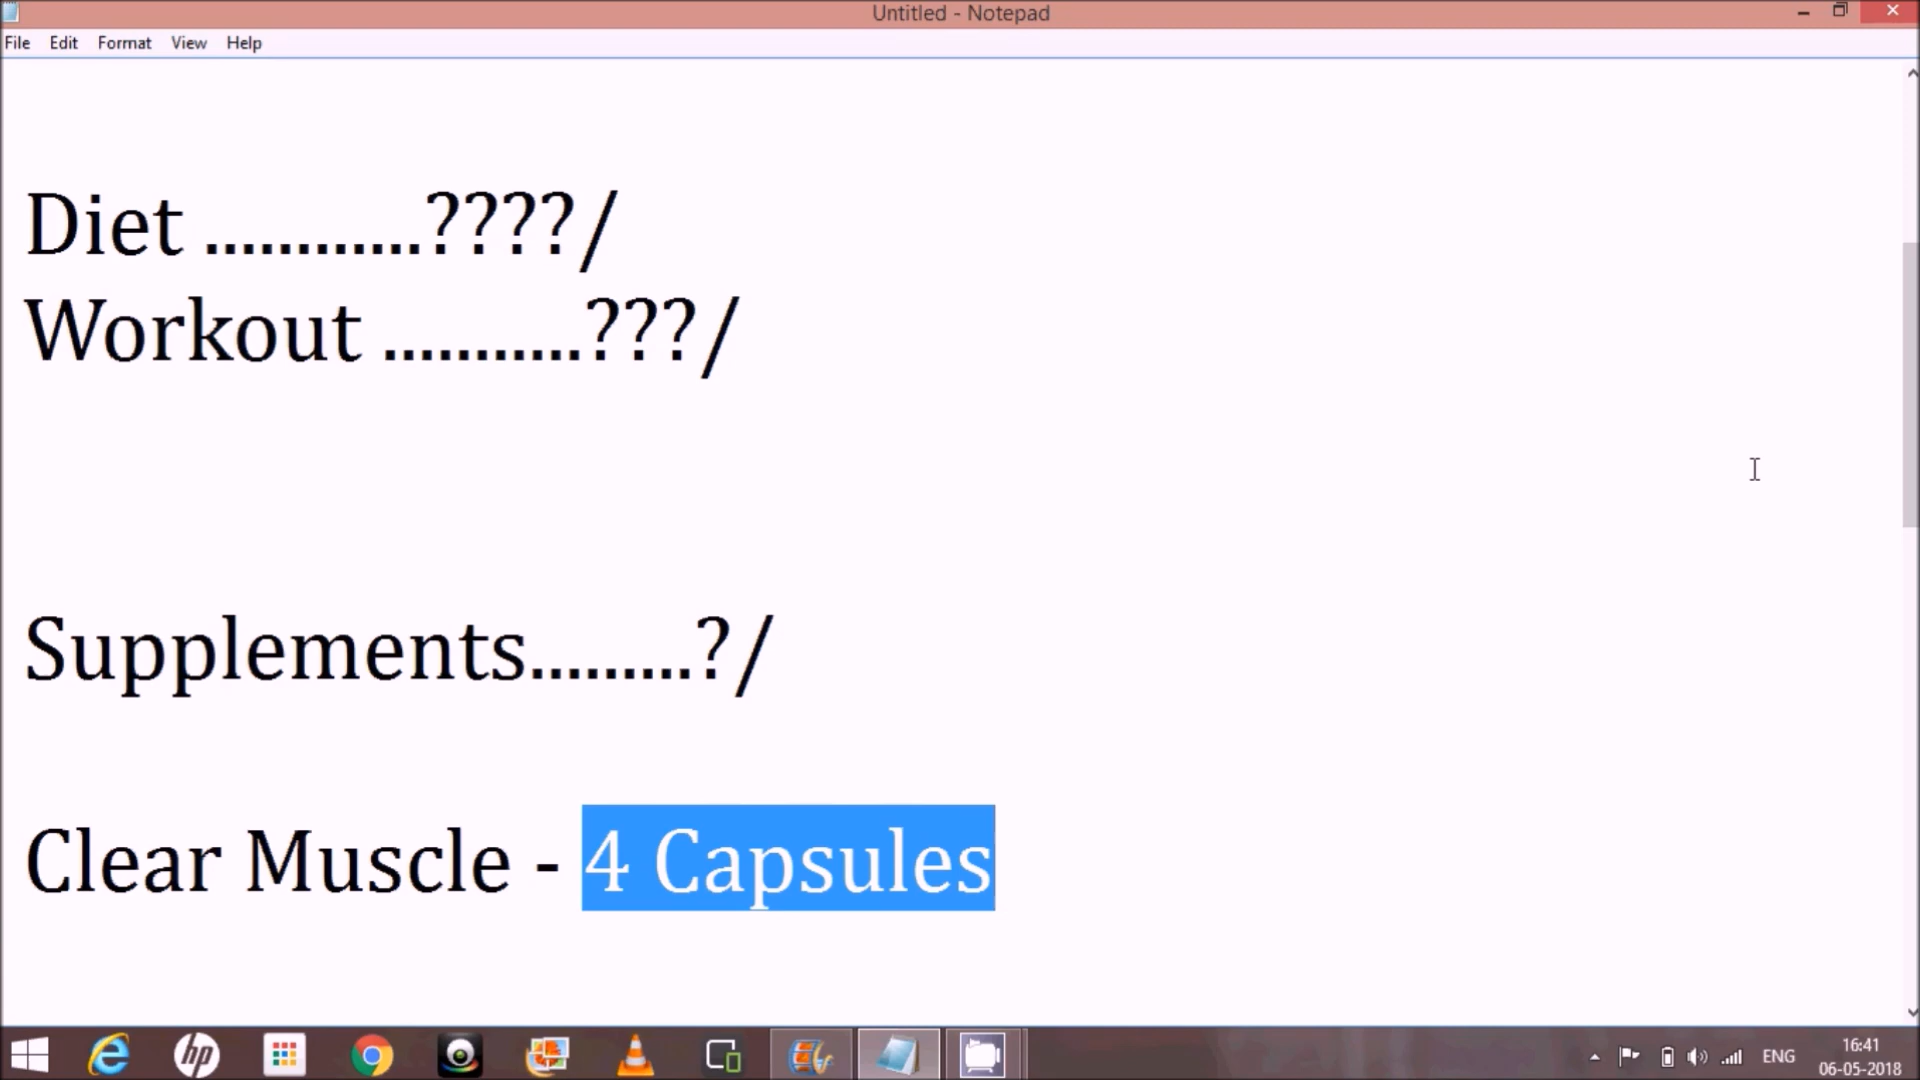 Untitled - Notepad
File Edit Format View Help
Diet ............????/
Workout ...........???/
Supplements.........?/
Clear Muscle - 4 Capsules
hp
ENG
16:41
06-05-2018